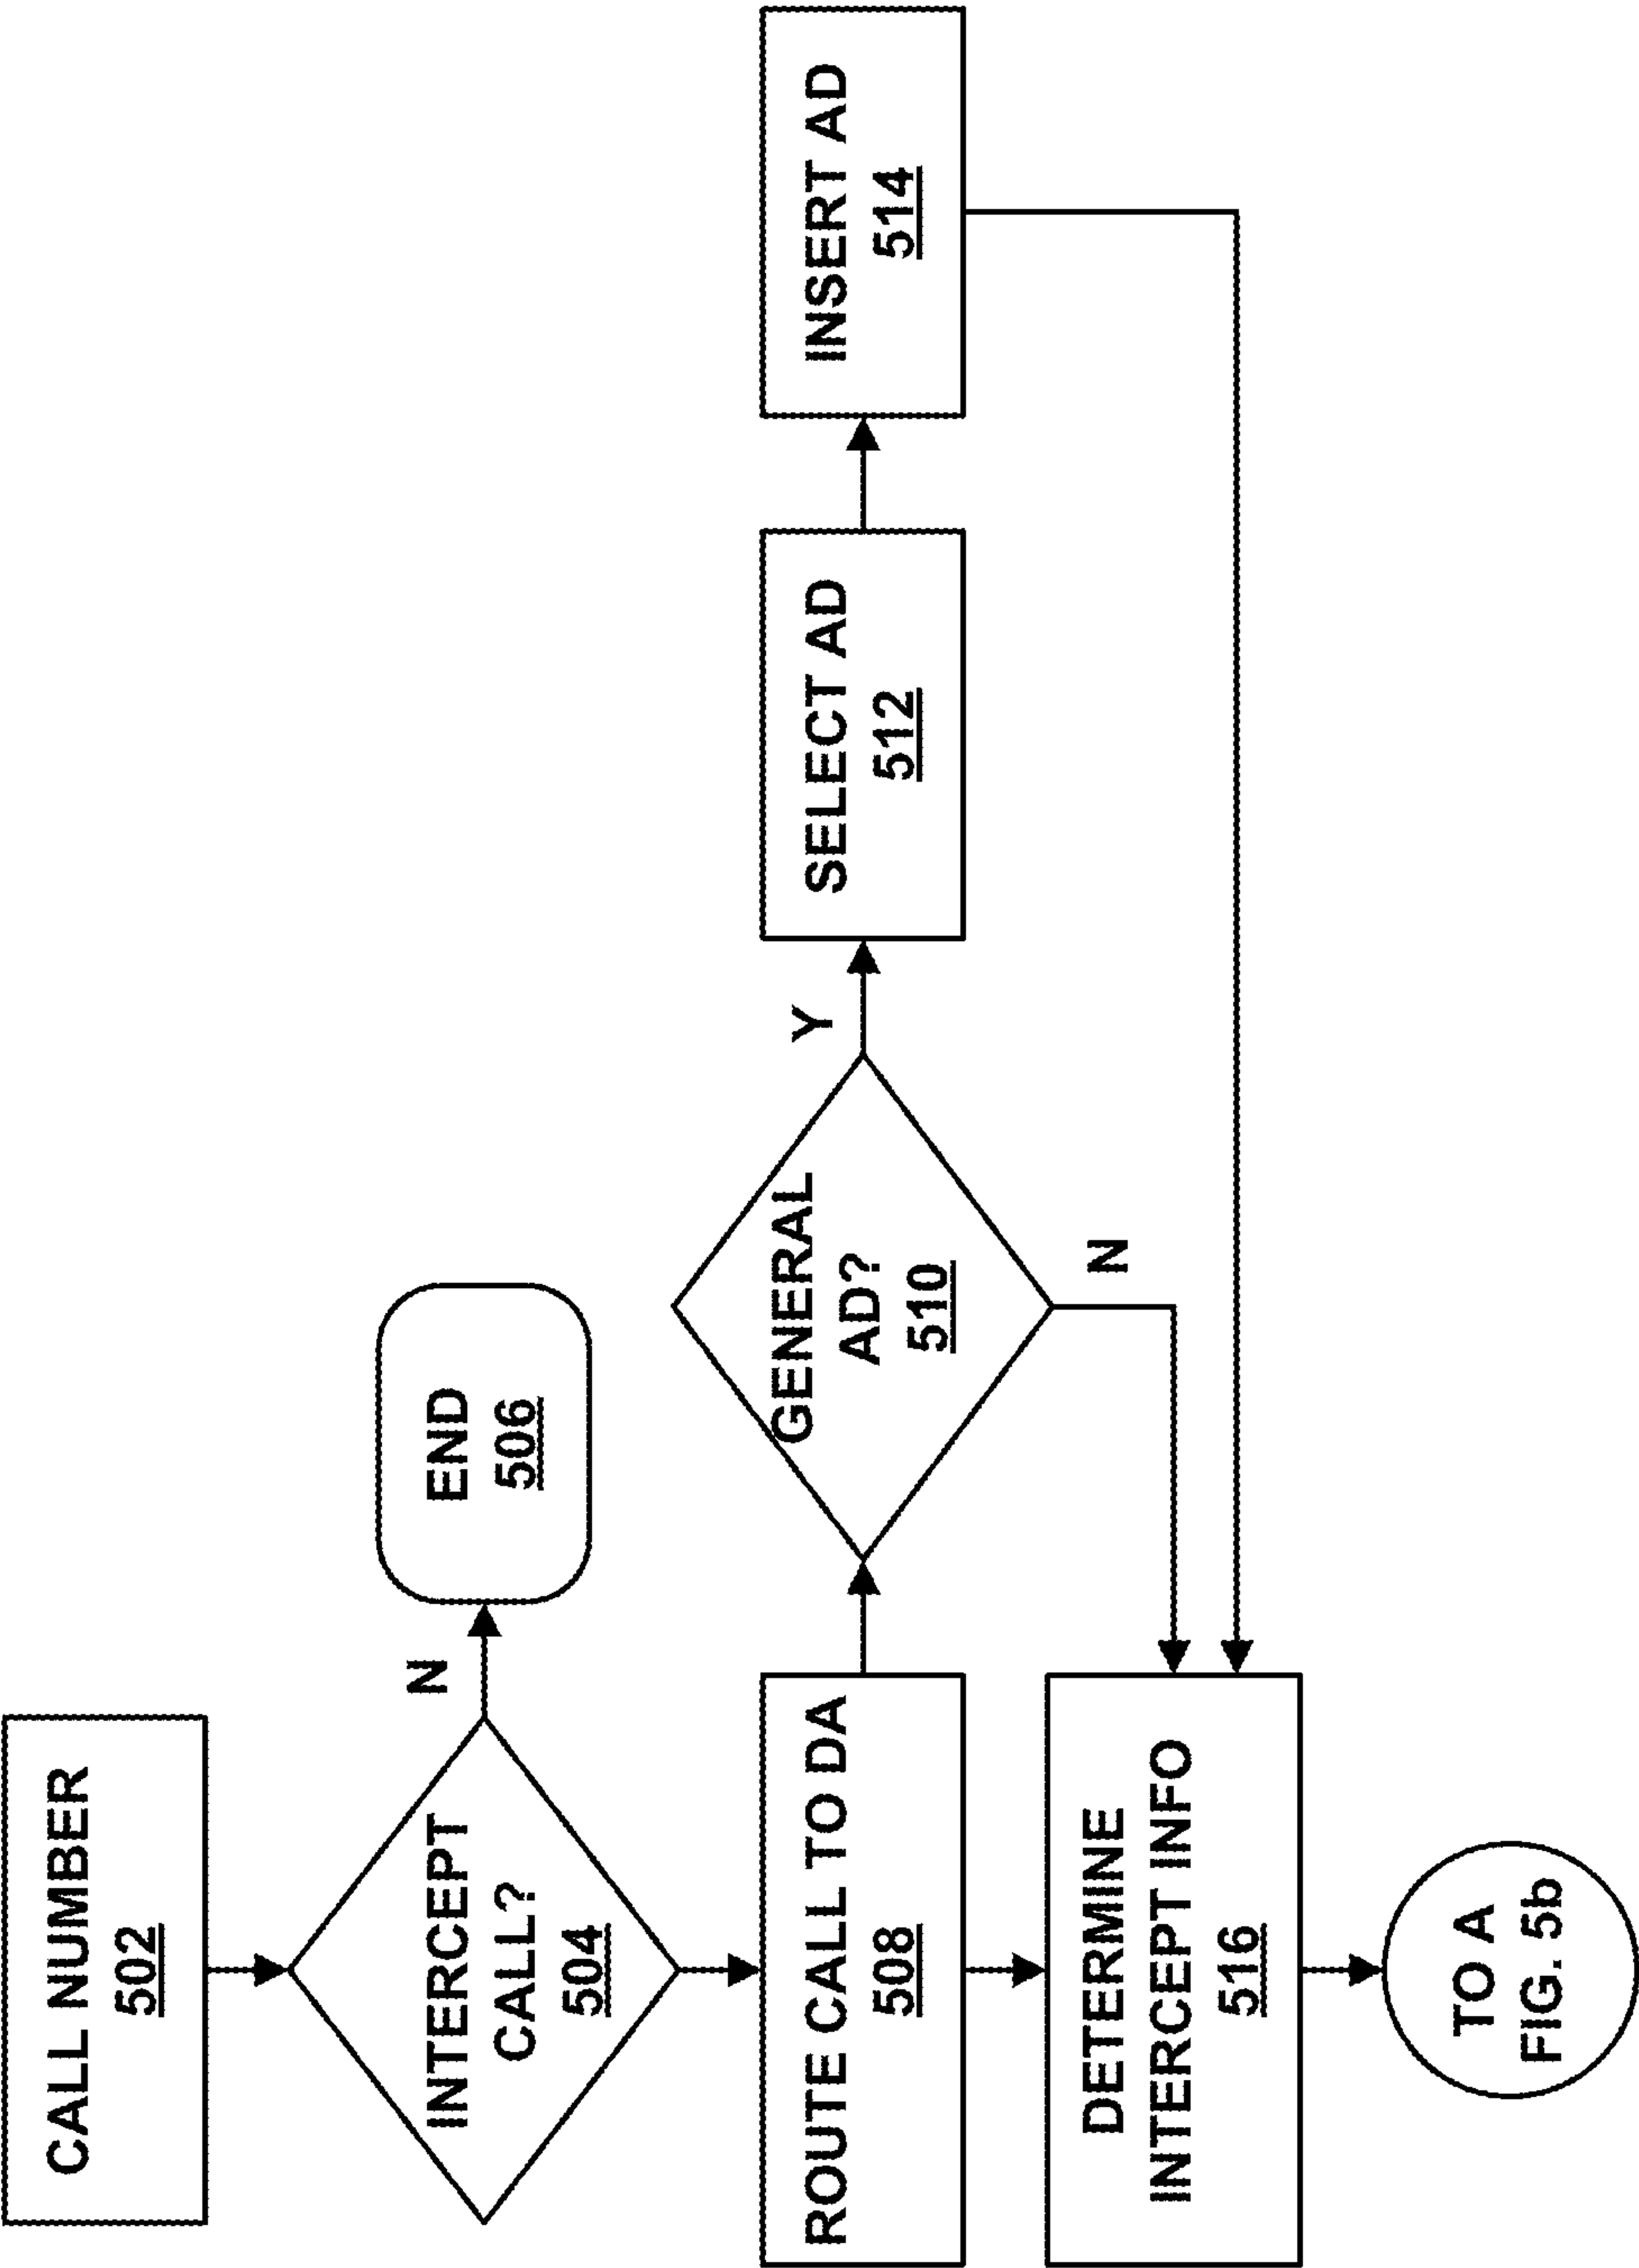 CALL NUMBER
502
INTERCEPT
CALL?
504
N
END
506
ROUTE CALL TO DA
508
GENERAL
AD?
510
Y
SELECT AD
512
INSERT AD
514
N
DETERMINE
INTERCEPT INFO
516
TO A
FIG. 5b